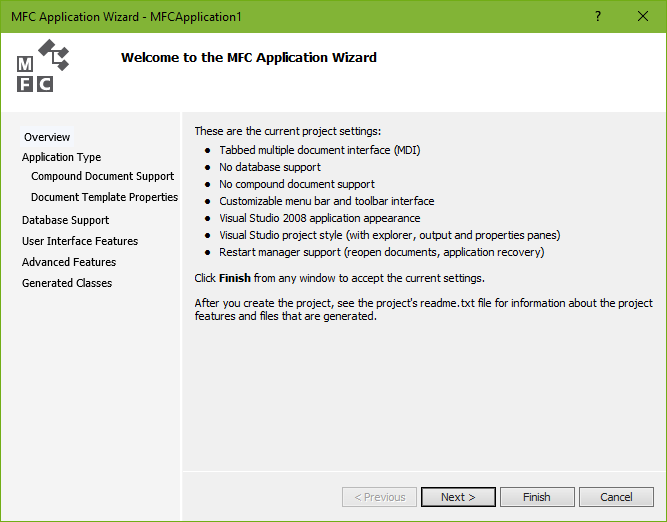 MFC Application Wizard - MFCApplication1
?
M
F C
Welcome to the MFC Application Wizard
Overview
Application Type
Compound Document Support
Document Template Properties
Database Support
User Interface Features
Advanced Features
Generated Classes
These are the current project settings:
• Tabbed multiple document interface (MDI)
• No database support
• No compound document support
• Customizable menu bar and toolbar interface
• Visual Studio 2008 application appearance
• Visual Studio project style (with explorer, output and properties panes)
• Restart manager support (reopen documents, application recovery)
Click Finish from any window to accept the current settings.
After you create the project, see the project's readme.txt file for information about the project
features and files that are generated.
< Previous
Next >
Finish
Cancel